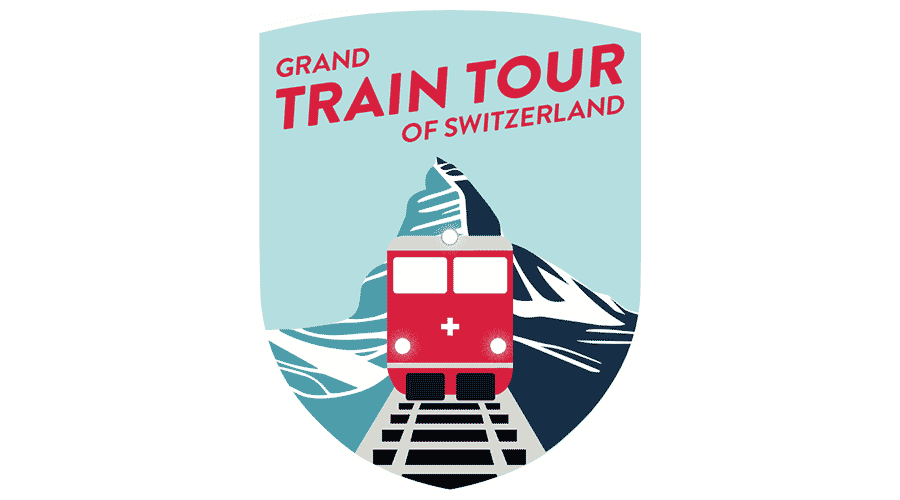 GRAND
TRAIN TOUR
OF SWITZERLAND